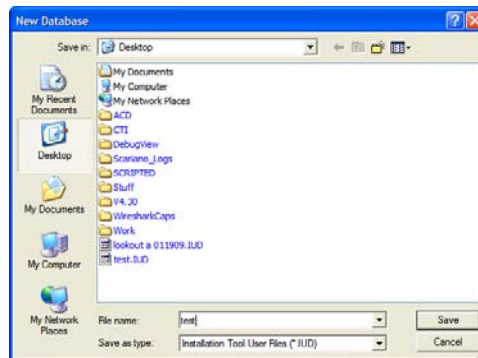 New Database
Save in:
Desktop
My Recent
Documents
Desktop
My Documents
My Computer
My Network
Places
My Documents
My Computer
My Network Places
ACD
CTI
DebugView
Scariano_Logs
SCRIPTED
Stuff
V4.30
WiresharkCaps
Work
lookout a 011909.IUD
test.IUD
File name:
test
Save
Save as type:
Installation Tool User Files (*.IUD)
Cancel